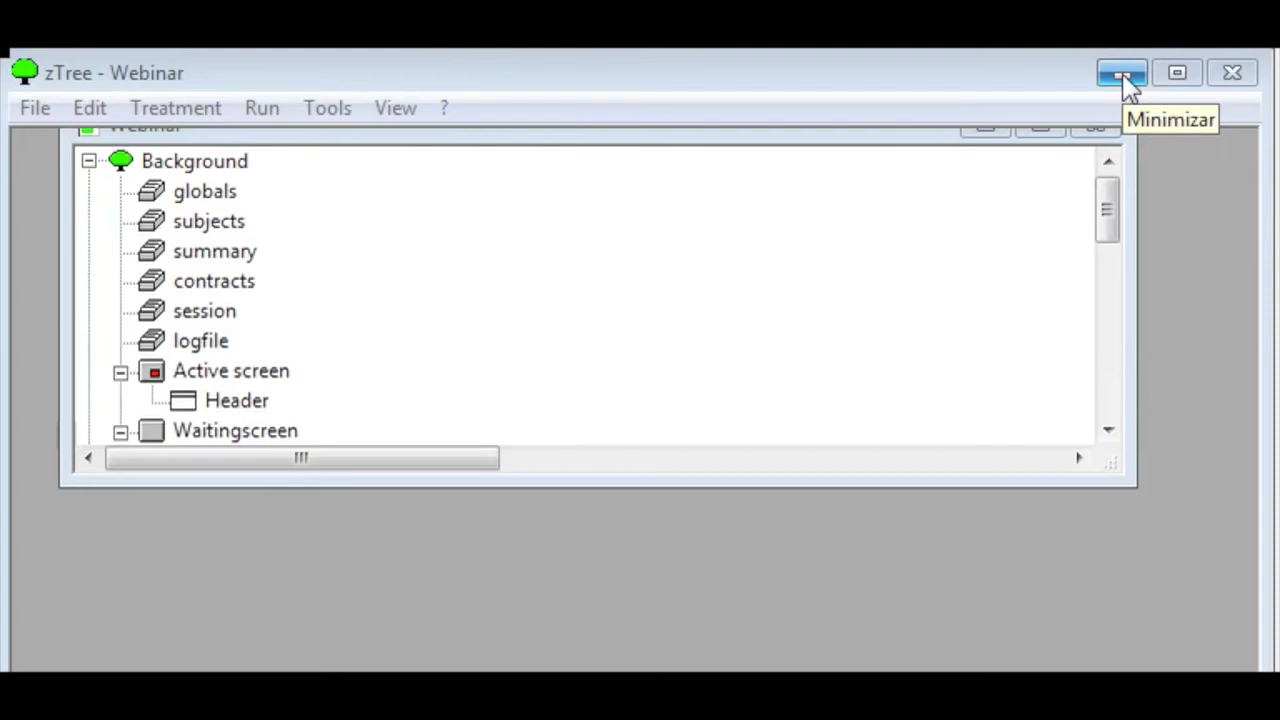 zTree - Webinar
File Edit Treatment Run Tools View ?
Minimizar
Webinar
Background
globals
subjects
summary
contracts
session
logfile
Active screen
Header
Waitingscreen